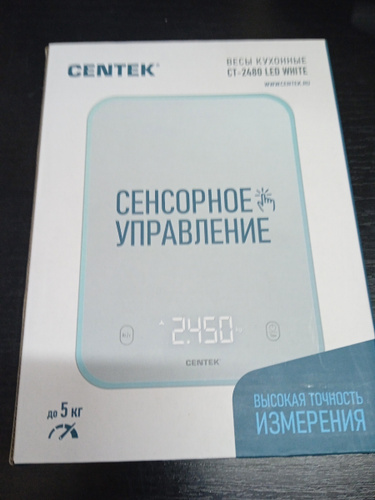 CENTEK
ВЕСЫ КУХОННЫЕ
CT-2480 LED WHITE
WWW.CENTEK.RU
СЕНСОРНОЕ
УПРАВЛЕНИЕ
2.450
CENTEK
до 5 кг
ВЫСОКАЯ ТОЧНОСТЬ
ИЗМЕРЕНИЯ